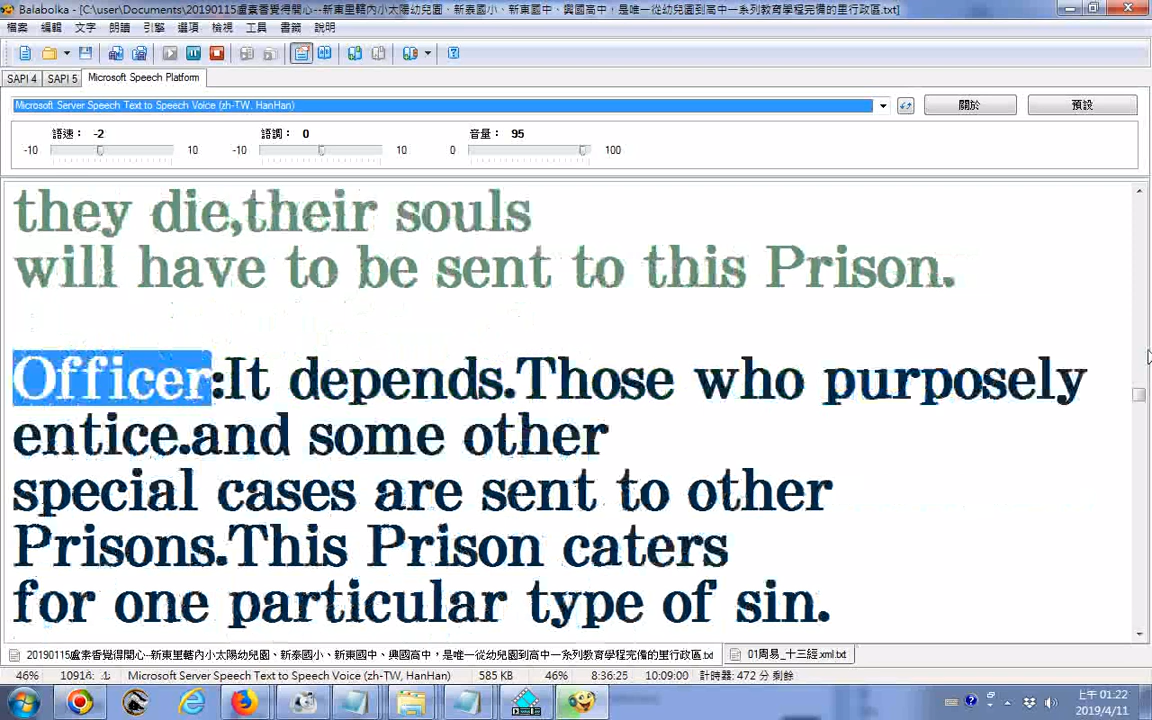 Balabolka - [C:\user\Documents\20190115盧素香覺得開心--新東里轄內小太陽幼兒園、新泰國小、新東國中、興國高中，是唯一從幼兒園到高中一系列教育學程完備的里行政區.txt]
檔案 編輯 文字 朗讀 引擎 選項 檢視 工具 書籤 說明
SAPI 4 SAPI 5 Microsoft Speech Platform
Microsoft Server Speech Text to Speech Voice (zh-TW, HanHan) 關於 預設
語速： -2 語調： 0 音量： 95
-10 10 -10 10 0 100
they die,their souls
will have to be sent to this Prison.
Officer:It depends.Those who purposely
entice.and some other
special cases are sent to other
Prisons.This Prison caters
for one particular type of sin.
20190115盧素香覺得開心--新東里轄內小太陽幼兒園、新泰國小、新東國中、興國高中，是唯一從幼兒園到高中一系列教育學程完備的里行政區.txt 01周易_十三經.xml.txt
46% 10916: Microsoft Server Speech Text to Speech Voice (zh-TW, HanHan) 585 KB 46% 8:36:25 10:09:00 計時器: 472 分 剩餘
上午 01:22
2019/4/11